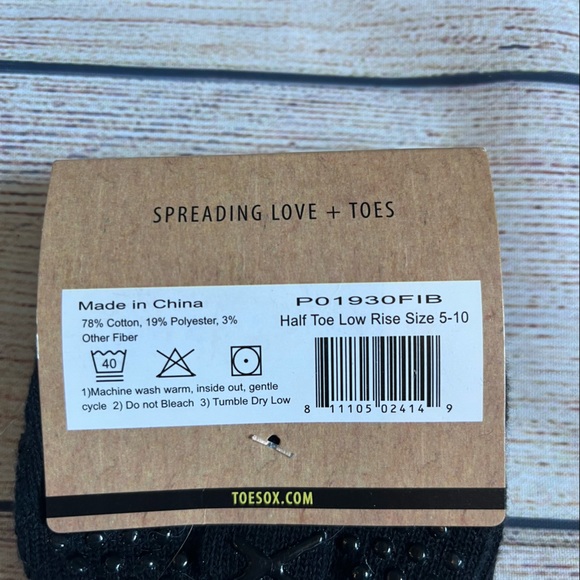 SPREADING LOVE + TOES
Made in China
78% Cotton, 19% Polyester, 3%
Other Fiber
40
1)Machine wash warm, inside out, gentle
cycle 2) Do not Bleach 3) Tumble Dry Low
P01930FIB
Half Toe Low Rise Size 5-10
8 11105 02414 9
TOESOX.COM